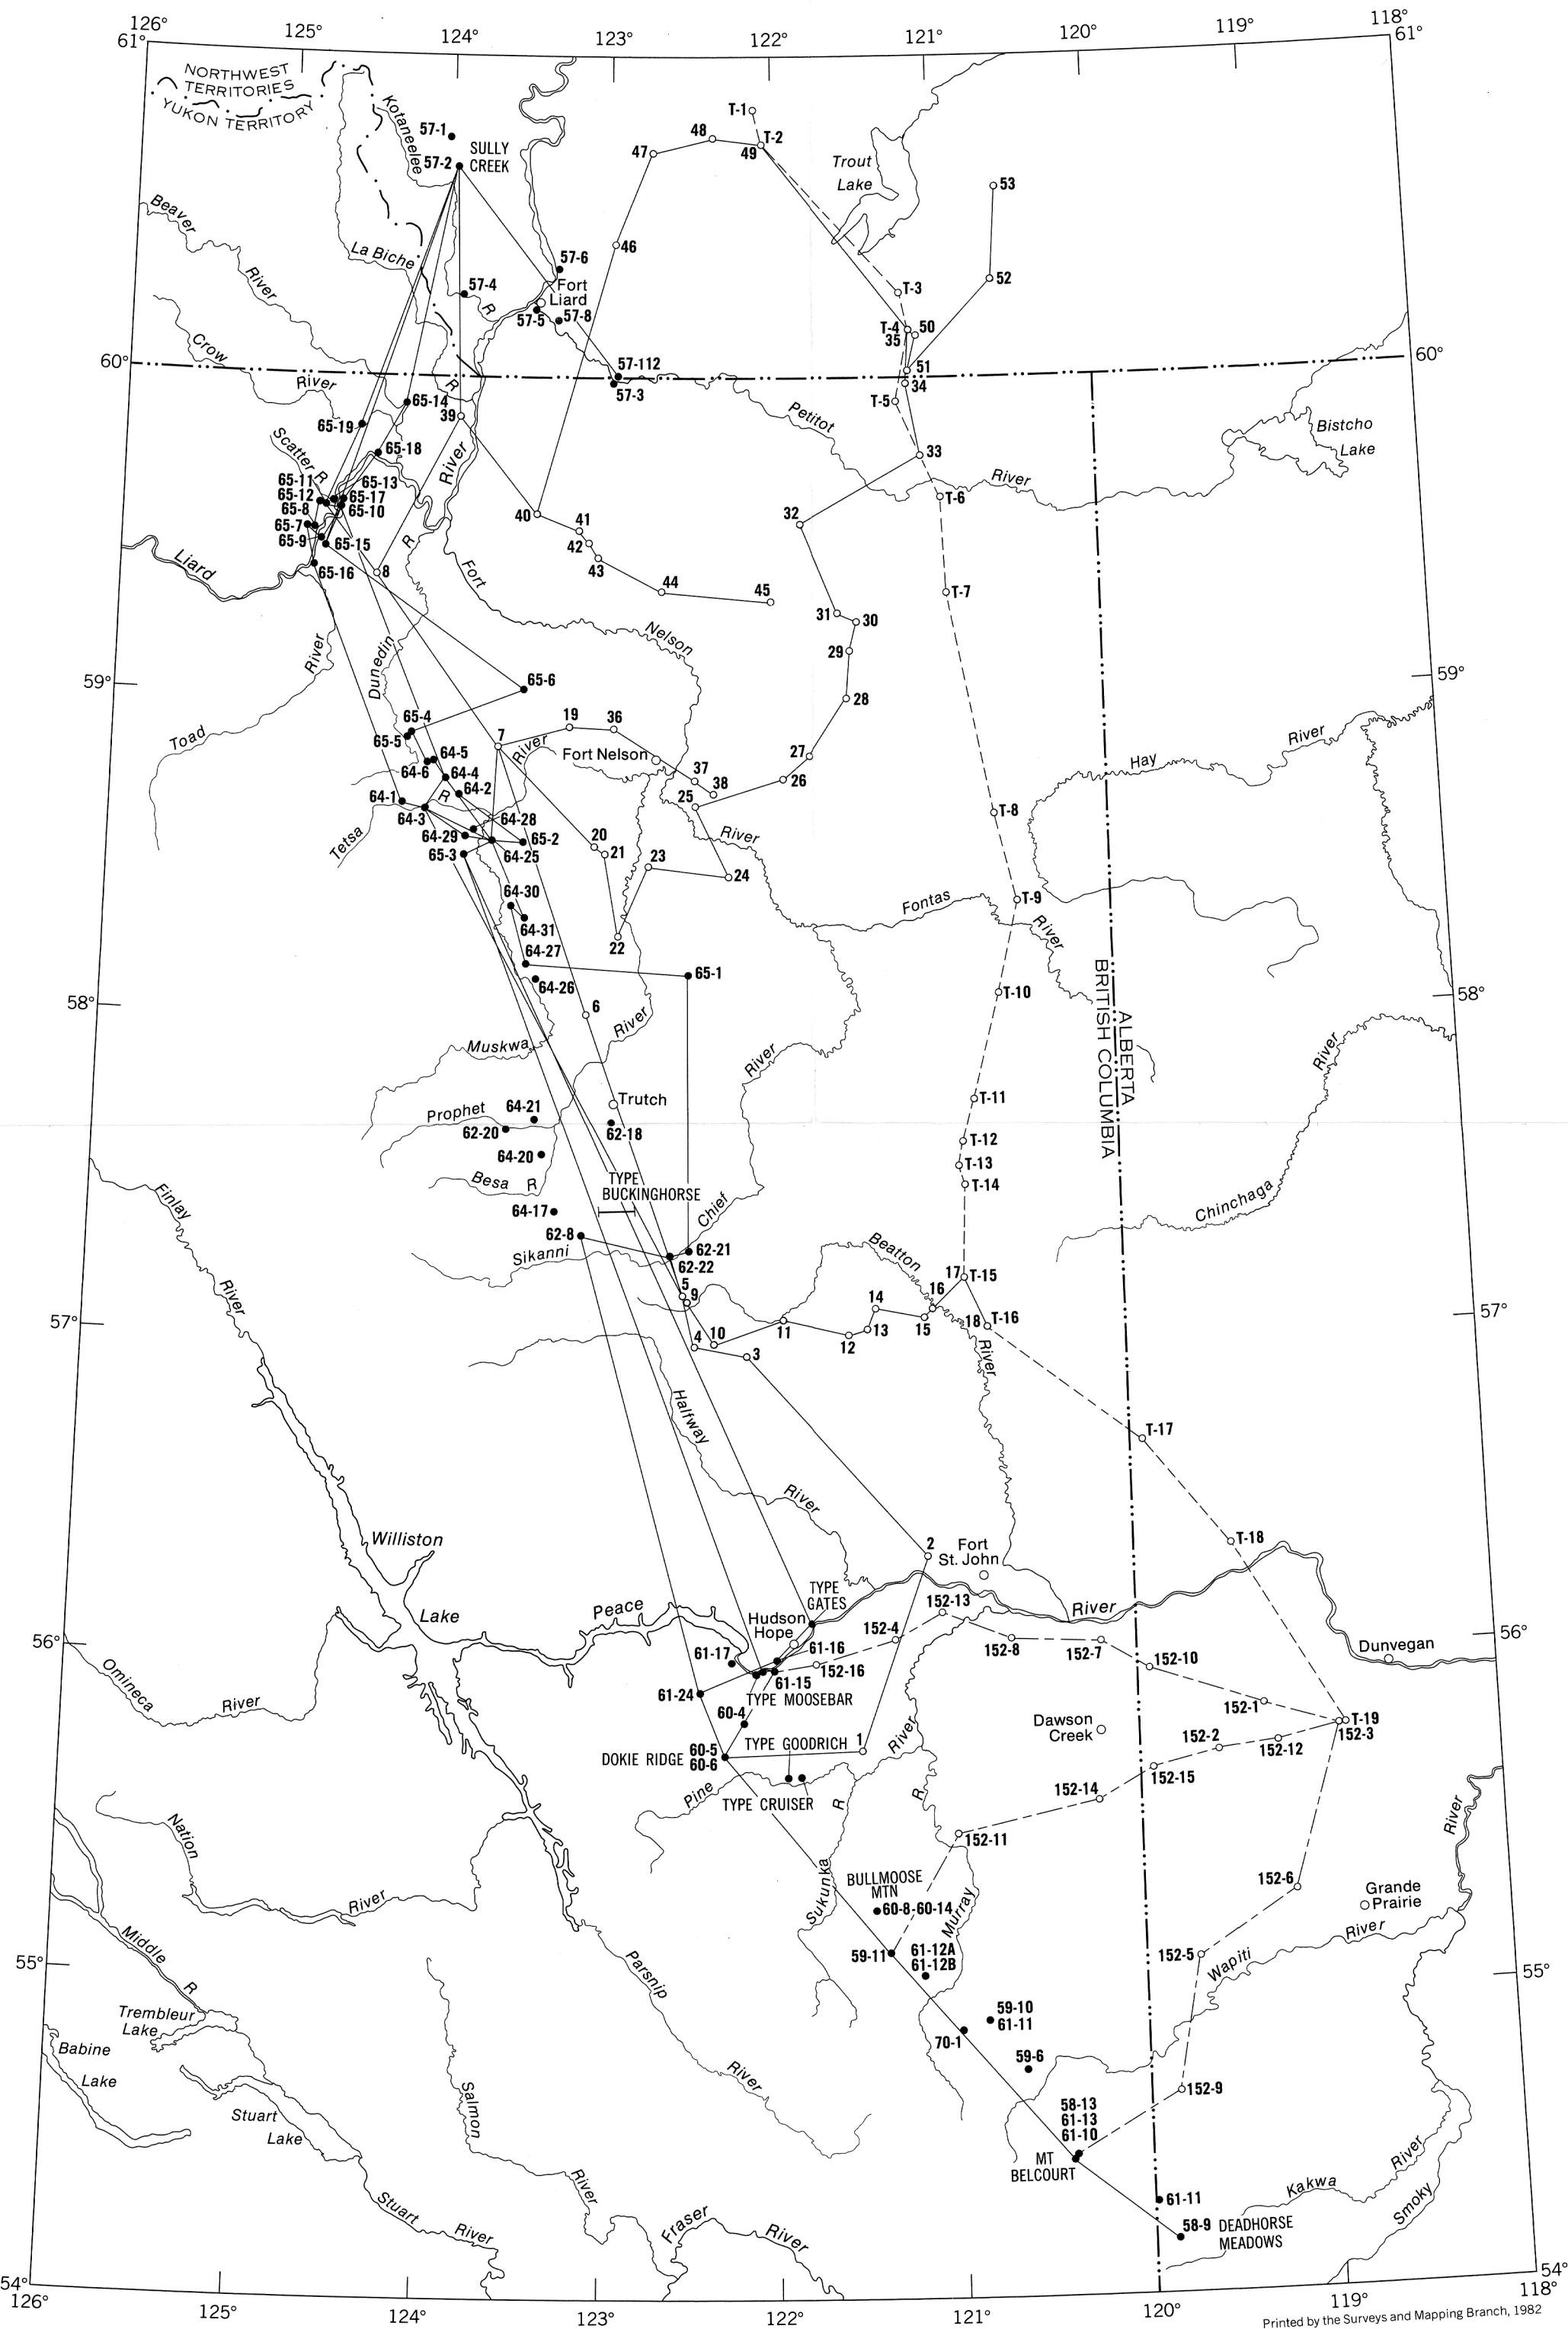 126°
125°
124°
123°
122°
121°
120°
119°
118°
61°
61°
NORTHWEST
TERRITORIES
YUKON TERRITORY
Kotaneelee
57-1
SULLY
CREEK
57-2
T-1
T-2
48
47
49
Trout
Lake
53
Beaver
River
La Biche
R
46
57-6
57-4
Fort
Liard
57-5
57-8
52
T-3
T-4
35
50
51
34
T-5
Crow
River
60°
60°
57-112
57-3
R
65-14
39
65-19
65-18
Scatter R
River
Petitot
River
33
Bistcho
Lake
65-11
65-12
65-8
65-7
65-9
65-13
65-17
65-10
65-15
65-16
T-6
32
40
41
42
43
44
45
R
8
Liard
Fort
Nelson
T-7
31
30
29
28
River
Dunedin
59°
59°
65-6
65-4
65-5
Toad
19
36
7
River
Fort Nelson
27
26
Hay
River
64-5
64-6
64-4
64-2
64-1
R
64-3
37
38
25
T-8
Tetsa
64-28
64-29
65-2
64-25
65-3
20
21
23
24
River
64-30
64-31
22
64-27
64-26
65-1
T-9
Fontas
River
58°
58°
6
River
T-10
BRITISH COLUMBIA
ALBERTA
Muskwa
River
River
Trutch
T-11
Prophet
64-21
62-20
62-18
64-20
Besa R
T-12
T-13
T-14
TYPE
BUCKINGHORSE
Chinchaga
Finlay
River
64-17
62-8
Sikanni
Chief
62-21
62-22
5
9
Beatton
River
17
T-15
16
14
15
18
T-16
57°
57°
4
10
3
11
12
13
Halfway
River
T-17
2
Fort
St. John
T-18
Williston
Lake
Peace
River
TYPE
GATES
Hudson
Hope
152-13
152-4
152-8
152-7
152-10
56°
56°
Dunvegan
Omineca
River
61-17
61-16
152-16
61-15
61-24
TYPE MOOSEBAR
60-4
152-1
T-19
152-3
152-2
152-12
Dawson
Creek
DOKIE RIDGE
60-5
60-6
TYPE GOODRICH
1
River
152-15
TYPE CRUISER
Pine
R
R
152-14
152-11
Nation
River
River
Sukunka
BULLMOOSE
MTN
60-8-60-14
Murray
152-6
Grande
Prairie
Middle
R
Parsnip
River
59-11
61-12A
61-12B
152-5
Wapiti
River
55°
55°
Trembleur
Lake
Babine
Lake
59-10
61-11
70-1
59-6
152-9
Stuart
Lake
Salmon
River
58-13
61-13
61-10
MT
BELCOURT
61-11
Kakwa
River
Smoky
58-9
DEADHORSE
MEADOWS
Stuart
River
Fraser
River
54°
54°
126°
125°
124°
123°
122°
121°
120°
119°
118°
Printed by the Surveys and Mapping Branch, 1982